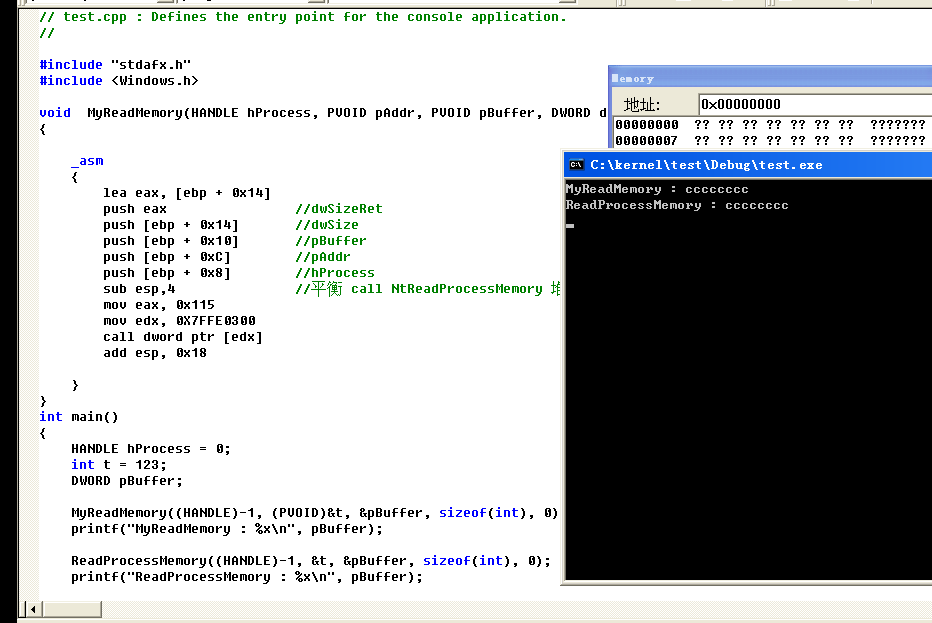 // test.cpp : Defines the entry point for the console application.
//
#include "stdafx.h"
#include <Windows.h>
void  MyReadMemory(HANDLE hProcess, PVOID pAddr, PVOID pBuffer, DWORD d
{
    _asm
    {
        lea eax, [ebp + 0x14]
        push eax                //dwSizeRet
        push [ebp + 0x14]       //dwSize
        push [ebp + 0x10]       //pBuffer
        push [ebp + 0xC]        //pAddr
        push [ebp + 0x8]        //hProcess
        sub esp,4               //平衡 call NtReadProcessMemory
        mov eax, 0x115
        mov edx, 0X7FFE0300
        call dword ptr [edx]
        add esp, 0x18
    }
}
int main()
{
    HANDLE hProcess = 0;
    int t = 123;
    DWORD pBuffer;
    MyReadMemory((HANDLE)-1, (PVOID)&t, &pBuffer, sizeof(int), 0)
    printf("MyReadMemory : %x\n", pBuffer);
    ReadProcessMemory((HANDLE)-1, &t, &pBuffer, sizeof(int), 0);
    printf("ReadProcessMemory : %x\n", pBuffer);
Memory
地址: 0x00000000
00000000  ?? ?? ?? ?? ?? ?? ??  ???????
00000007  ?? ?? ?? ?? ?? ?? ??  ???????
C:\kernel\test\Debug\test.exe
MyReadMemory : cccccccc
ReadProcessMemory : cccccccc